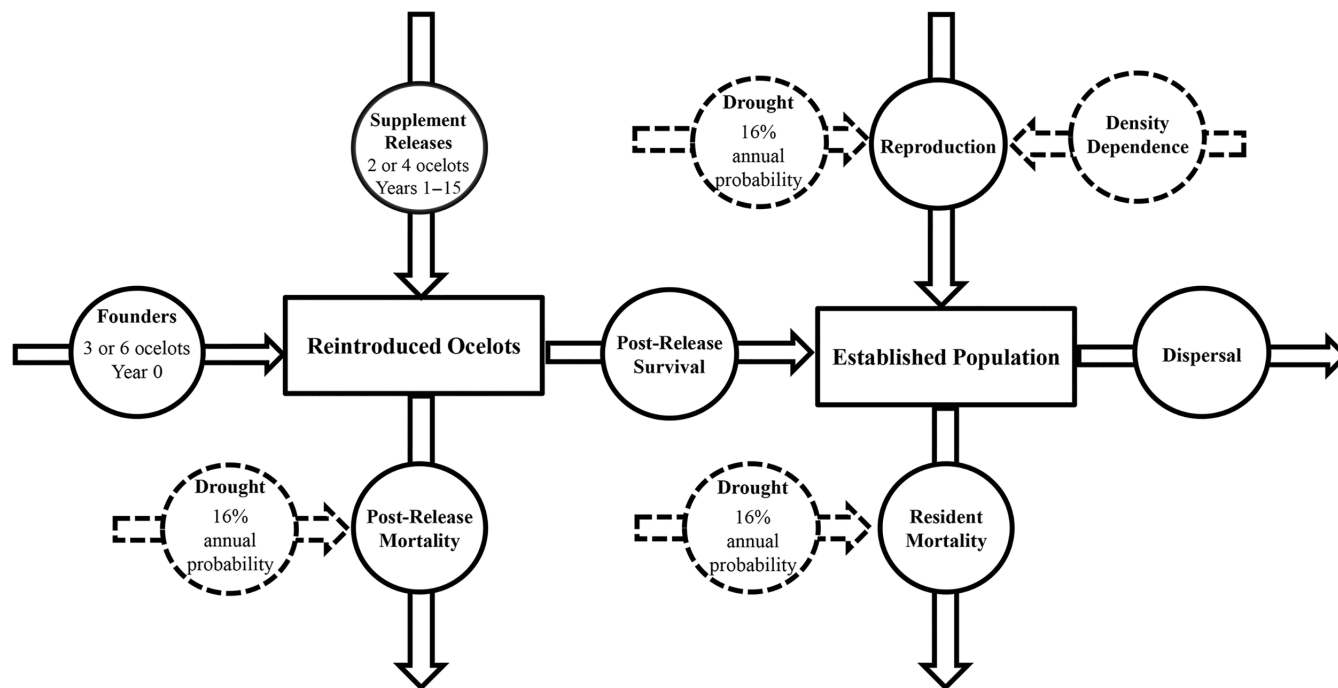 Supplement
Releases
2 or 4 ocelots
Years 1–15
Drought
16%
annual
probability
Reproduction
Density
Dependence
Founders
3 or 6 ocelots
Year 0
Reintroduced Ocelots
Post-Release
Survival
Established Population
Dispersal
Drought
16%
annual
probability
Post-Release
Mortality
Drought
16%
annual
probability
Resident
Mortality